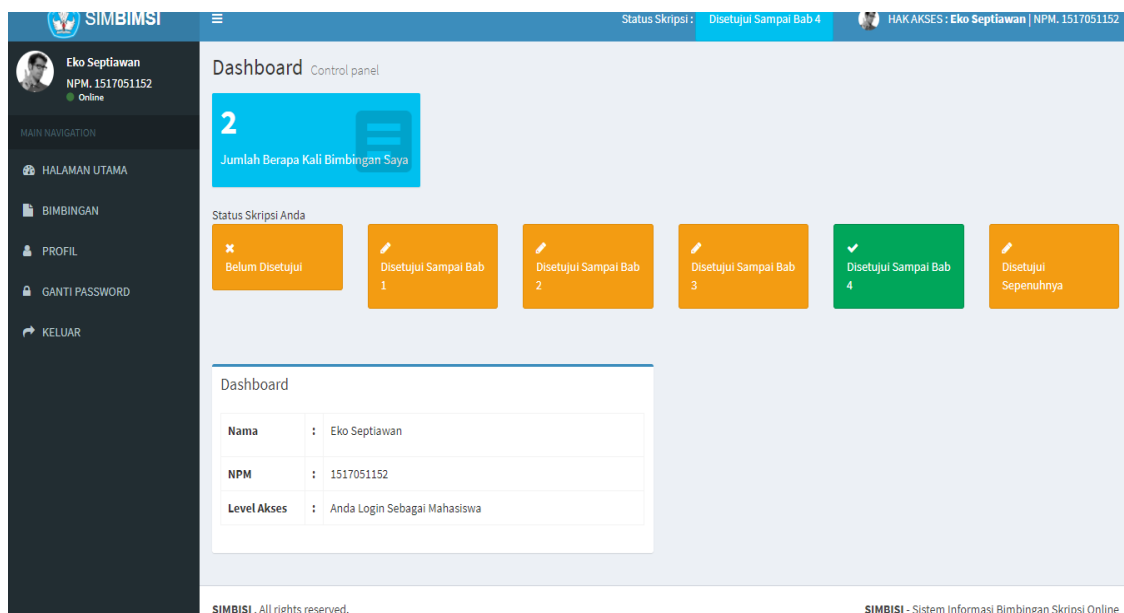 SIMBIMSI
Status Skripsi : Disetujui Sampai Bab 4 HAK AKSES : Eko Septiawan | NPM. 1517051152
Eko Septiawan
NPM. 1517051152
Online
MAIN NAVIGATION
HALAMAN UTAMA
BIMBINGAN
PROFIL
GANTI PASSWORD
KELUAR
Dashboard Control panel
2
Jumlah Berapa Kali Bimbingan Saya
Status Skripsi Anda
Belum Disetujui
Disetujui Sampai Bab
1
Disetujui Sampai Bab
2
Disetujui Sampai Bab
3
Disetujui Sampai Bab
4
Disetujui
Sepenuhnya
Dashboard
Nama : Eko Septiawan
NPM : 1517051152
Level Akses : Anda Login Sebagai Mahasiswa
SIMBISI . All rights reserved.
SIMBISI - Sistem Informasi Bimbingan Skripsi Online